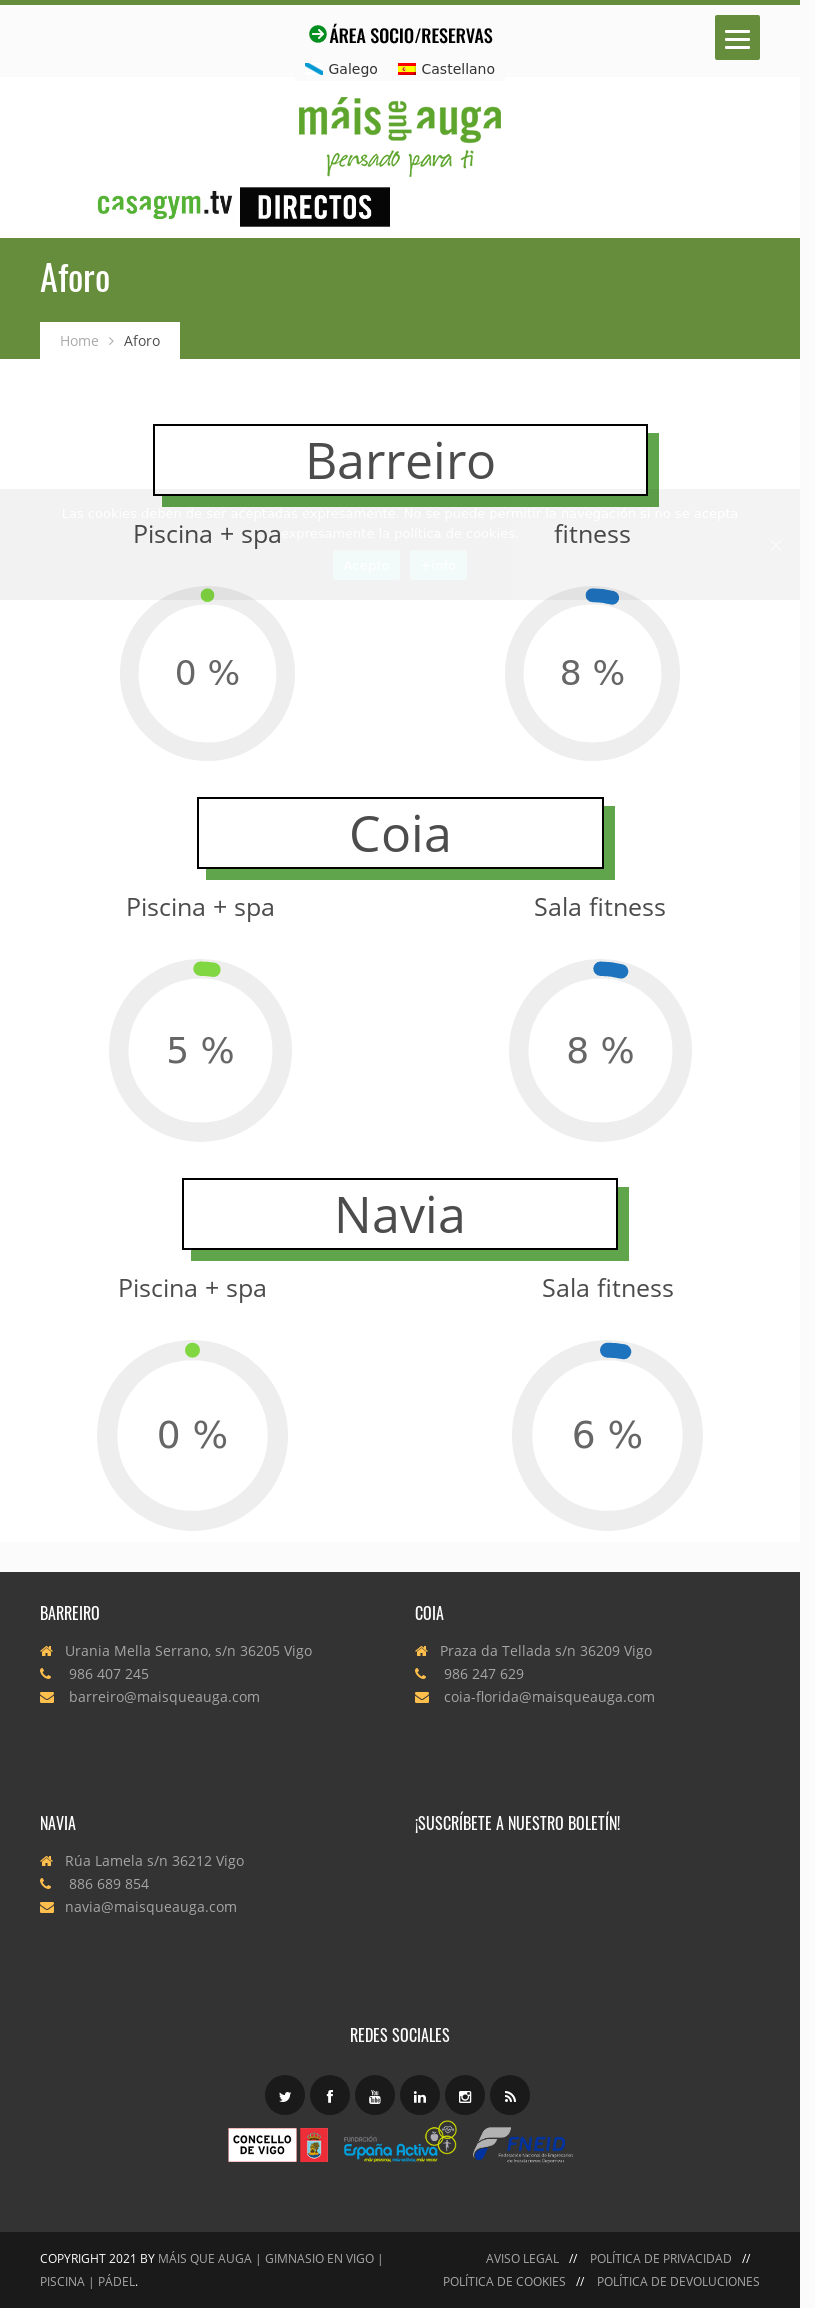 ÁREA SOCIO/RESERVAS
Galego Castellano
máis que auga
pensado para ti
casagym.tv DIRECTOS
Aforo
Home > Aforo
Barreiro
Las cookies deben de ser aceptadas expresamente. No se puede permitir la navegación si no se acepta
expresamente la política de cookies.
Acepto + info
Piscina + spa fitness
0 % 8 %
Coia
Piscina + spa Sala fitness
5 % 8 %
Navia
Piscina + spa Sala fitness
0 % 6 %
BARREIRO
Urania Mella Serrano, s/n 36205 Vigo
986 407 245
barreiro@maisqueauga.com
COIA
Praza da Tellada s/n 36209 Vigo
986 247 629
coia-florida@maisqueauga.com
NAVIA
Rúa Lamela s/n 36212 Vigo
886 689 854
navia@maisqueauga.com
¡SUSCRÍBETE A NUESTRO BOLETÍN!
REDES SOCIALES
CONCELLO
DE VIGO
FUNDACIÓN
España Activa
FNEID
COPYRIGHT 2021 BY MÁIS QUE AUGA | GIMNASIO EN VIGO |
PISCINA | PÁDEL.
AVISO LEGAL // POLÍTICA DE PRIVACIDAD //
POLÍTICA DE COOKIES // POLÍTICA DE DEVOLUCIONES